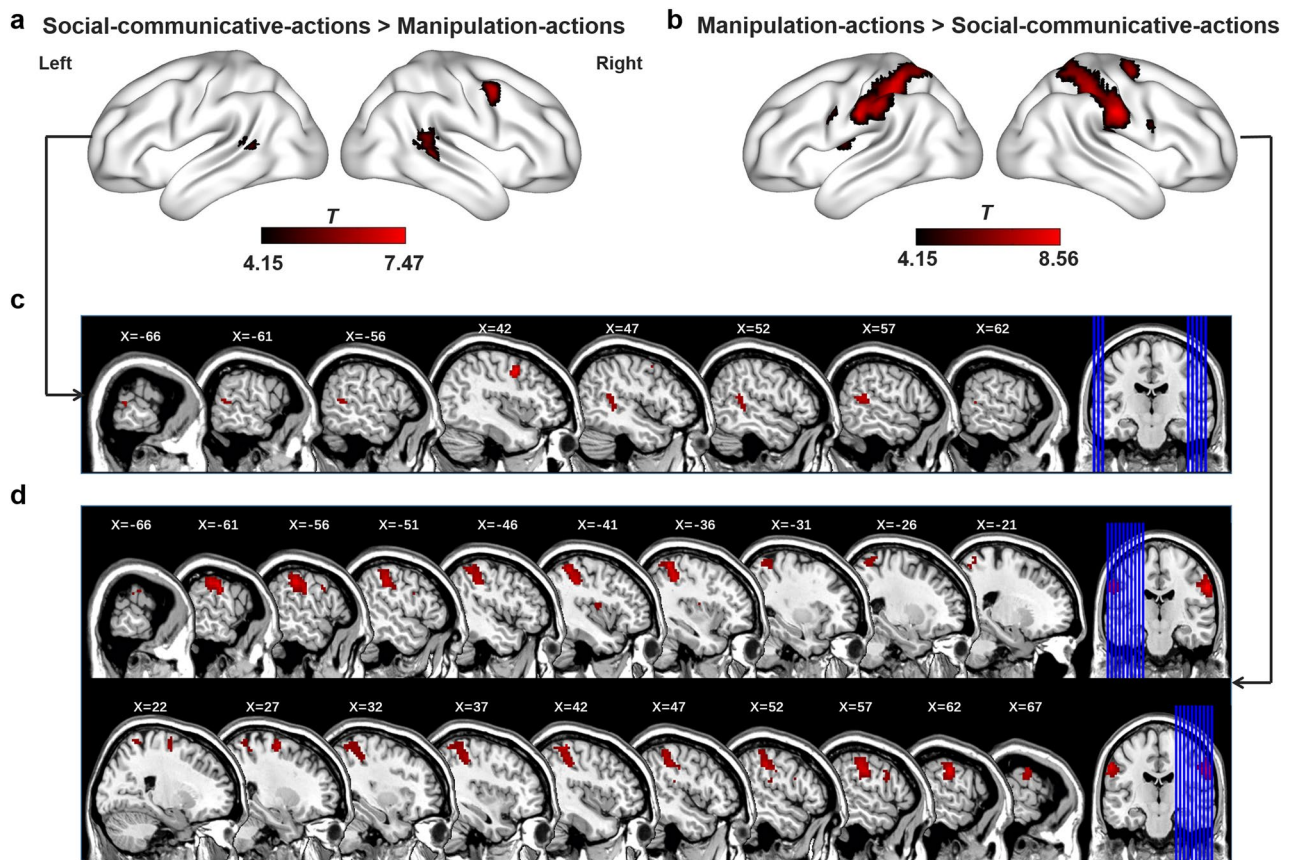 a Social-communicative-actions > Manipulation-actions
b Manipulation-actions > Social-communicative-actions
Left
Right
T
4.15 7.47
T
4.15 8.56
c
X=-66 X=-61 X=-56 X=42 X=47 X=52 X=57 X=62
d
X=-66 X=-61 X=-56 X=-51 X=-46 X=-41 X=-36 X=-31 X=-26 X=-21
X=22 X=27 X=32 X=37 X=42 X=47 X=52 X=57 X=62 X=67